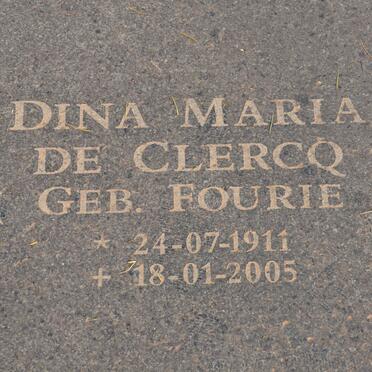 DINA MARIA
DE CLERCQ
GEB. FOURIE
* 24-07-1911
+ 18-01-2005